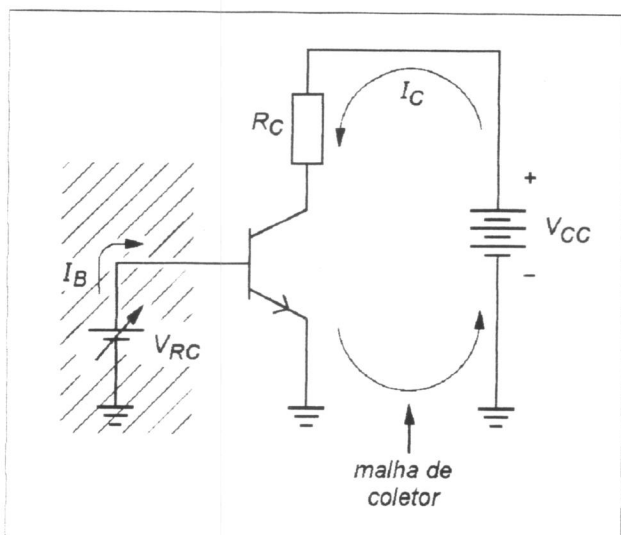 I_C
R_C
+
V_CC
−
I_B
V_RC
malha de
coletor